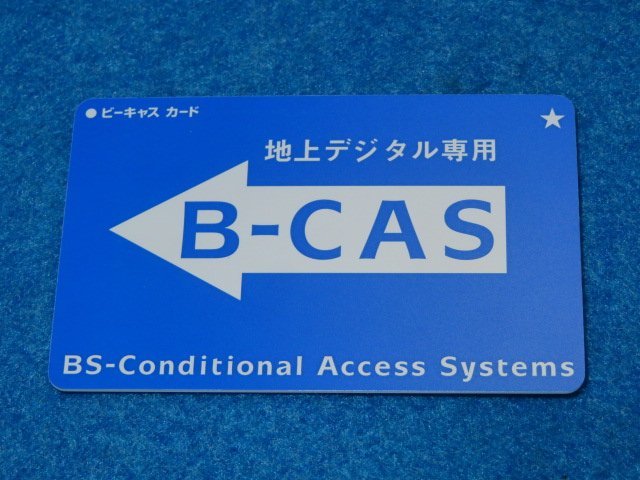 ●ビーキャス カード
★
地上デジタル専用
B-CAS
BS-Conditional Access Systems